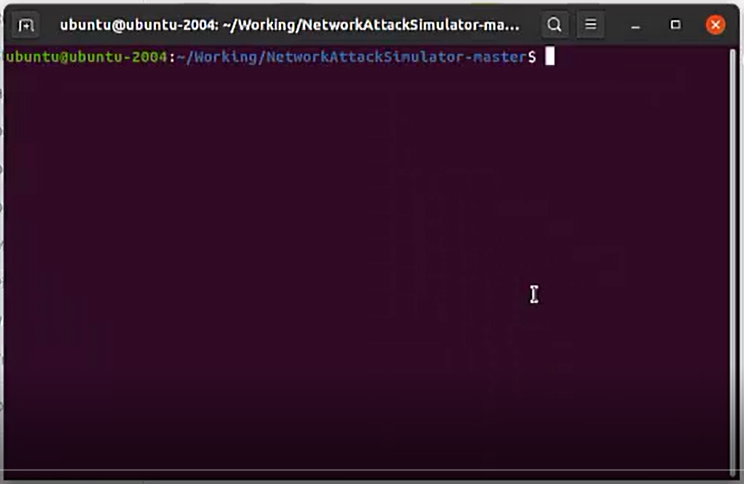 ubuntu@ubuntu-2004: ~/Working/NetworkAttackSimulator-ma...
ubuntu@ubuntu-2004:~/Working/NetworkAttackSimulator-master$